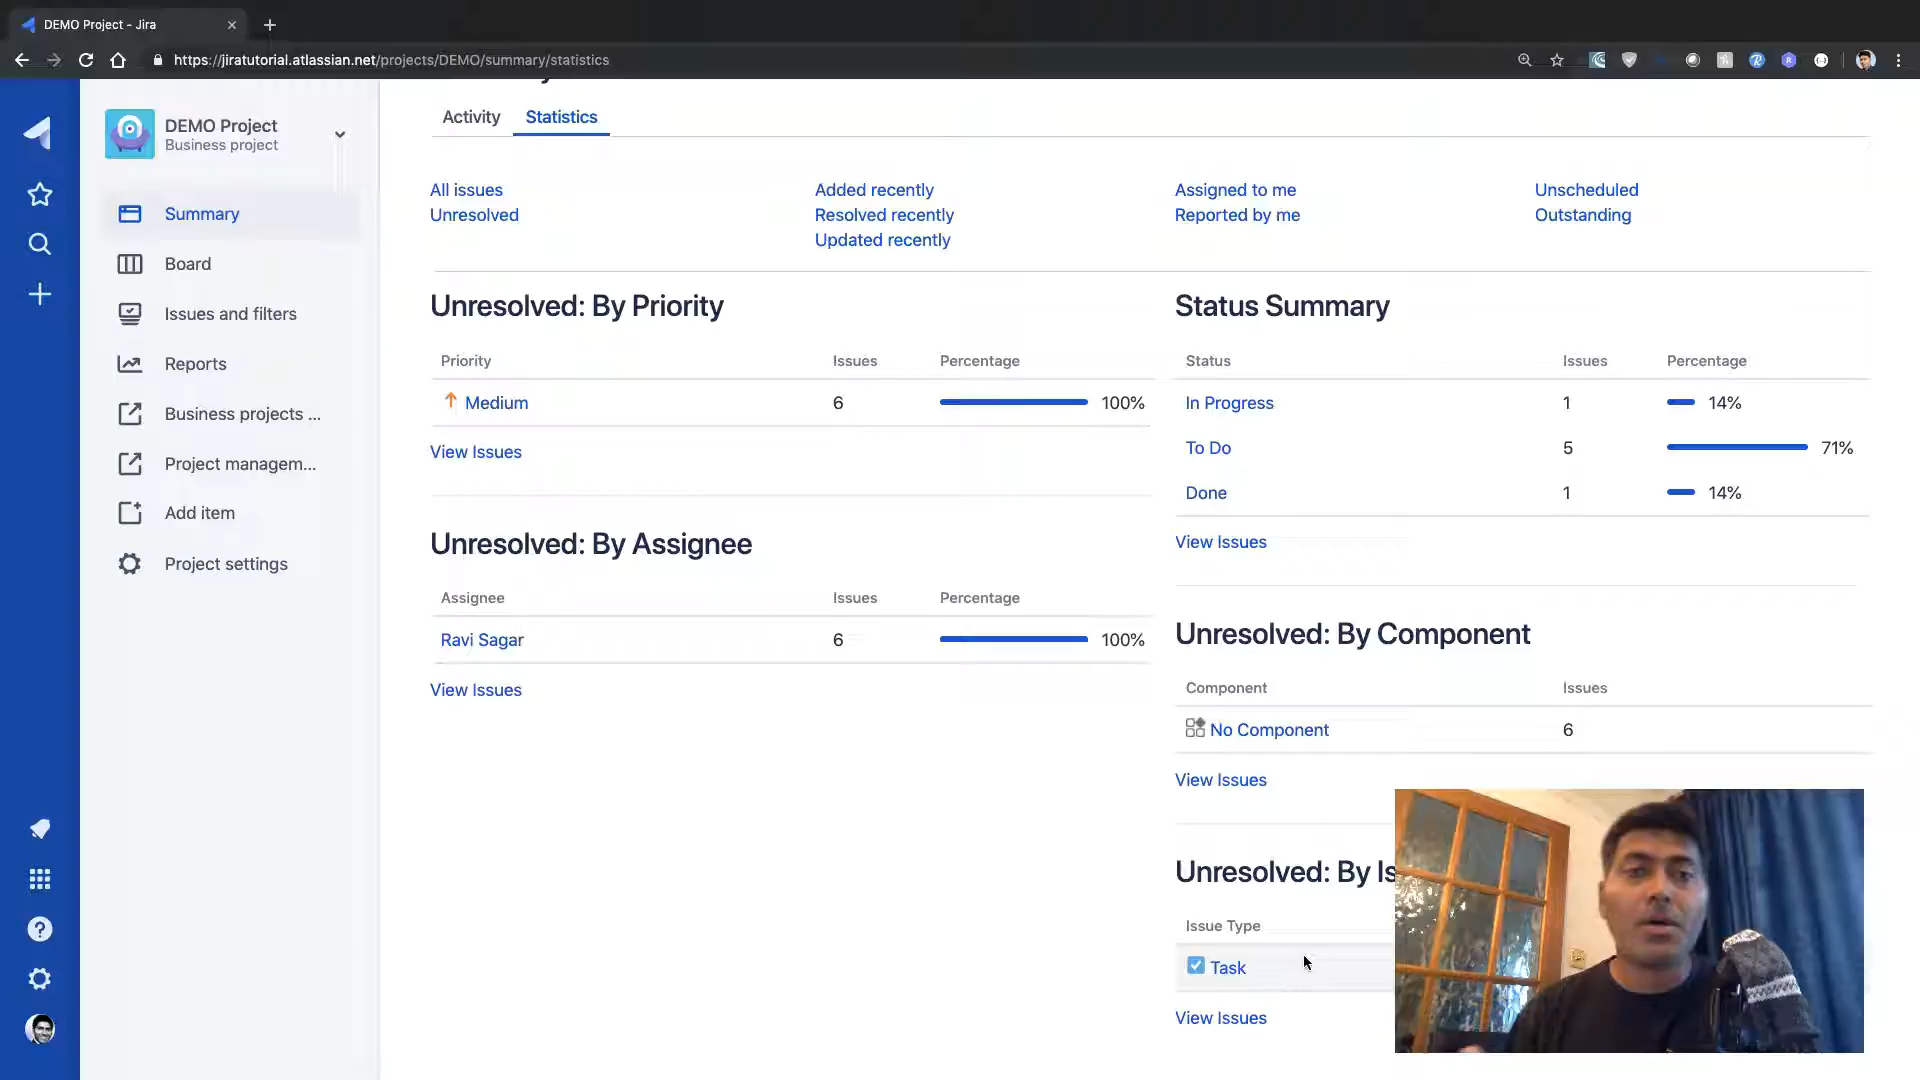 DEMO Project - Jira
https://jiratutorial.atlassian.net/projects/DEMO/summary/statistics
DEMO Project
Business project
Summary
Board
Issues and filters
Reports
Business projects ...
Project managem...
Add item
Project settings
Activity
Statistics
All issues
Unresolved
Added recently
Resolved recently
Updated recently
Assigned to me
Reported by me
Unscheduled
Outstanding
Unresolved: By Priority
Priority Issues Percentage
Medium 6 100%
View Issues
Unresolved: By Assignee
Assignee Issues Percentage
Ravi Sagar 6 100%
View Issues
Status Summary
Status Issues Percentage
In Progress 1 14%
To Do 5 71%
Done 1 14%
View Issues
Unresolved: By Component
Component Issues
No Component 6
View Issues
Unresolved: By Is
Issue Type
Task
View Issues